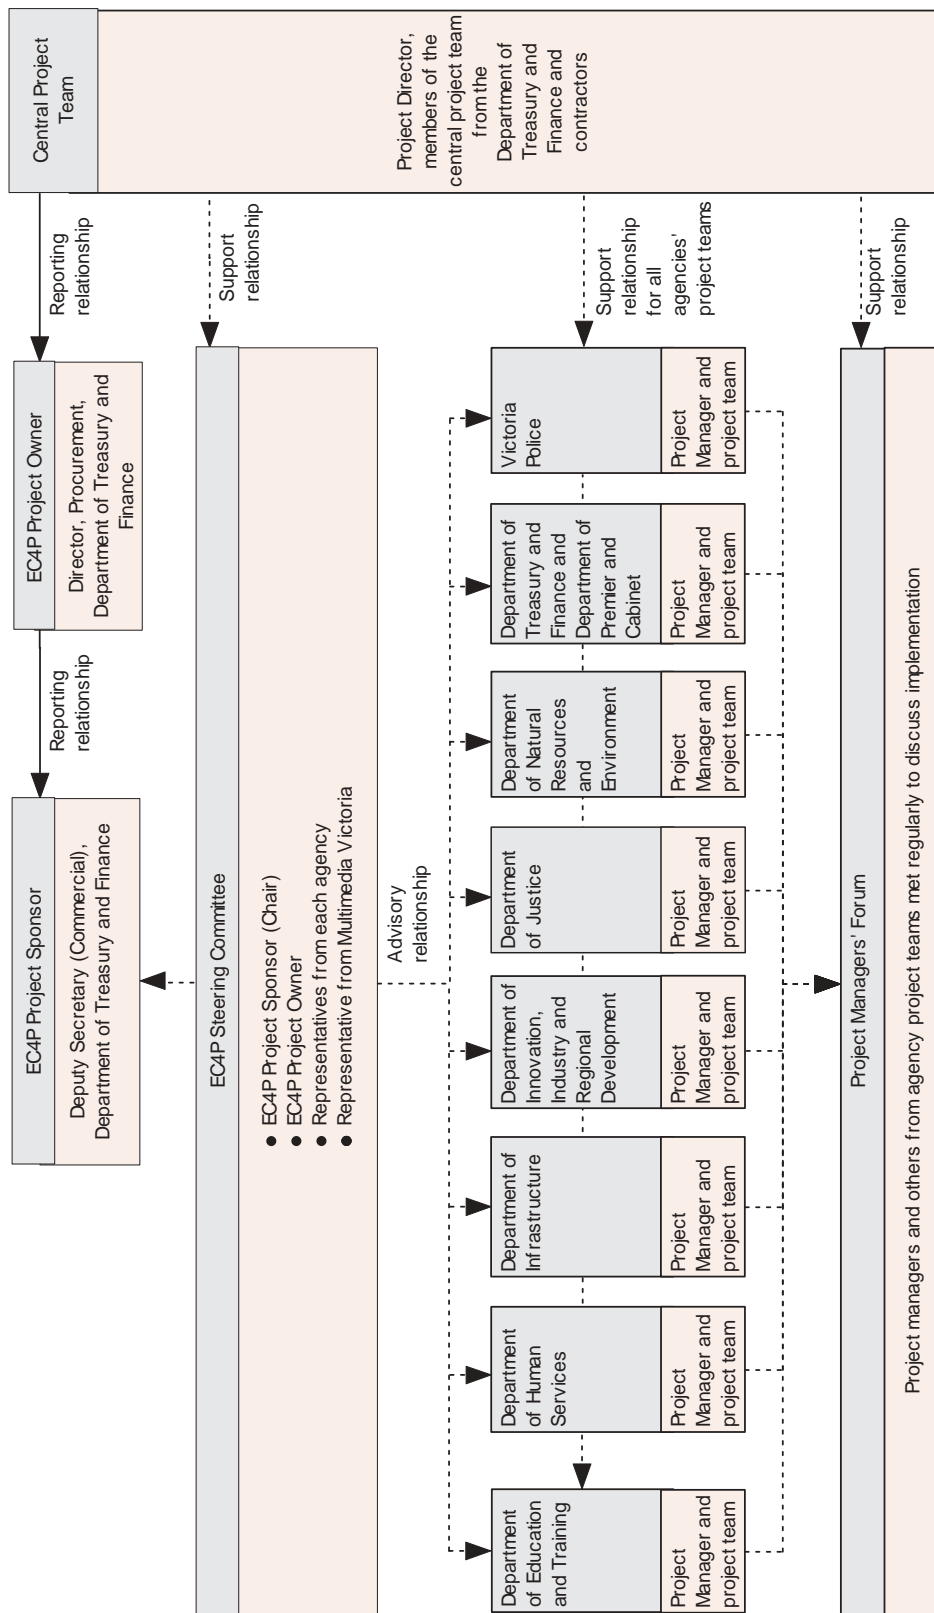 EC4P Project Sponsor
Deputy Secretary (Commercial),
Department of Treasury and Finance
Reporting
relationship
EC4P Project Owner
Director, Procurement,
Department of Treasury and
Finance
Reporting
relationship
Central Project
Team
Project Director,
members of the
central project team
from the
Department of
Treasury and
Finance and
contractors
EC4P Steering Committee
● EC4P Project Sponsor (Chair)
● EC4P Project Owner
● Representatives from each agency
● Representative from Multimedia Victoria
Support
relationship
Advisory
relationship
Department
of Education
and Training
Project
Manager and
project team
Department
of Human
Services
Project
Manager and
project team
Department of
Infrastructure
Project
Manager and
project team
Department of
Innovation,
Industry and
Regional
Development
Project
Manager and
project team
Department
of Justice
Project
Manager and
project team
Department
of Natural
Resources
and
Environment
Project
Manager and
project team
Department of
Treasury and
Finance and
Department of
Premier and
Cabinet
Project
Manager and
project team
Victoria
Police
Project
Manager and
project team
Support
relationship
for all
agencies'
project teams
Project Managers' Forum
Project managers and others from agency project teams met regularly to discuss implementation
Support
relationship